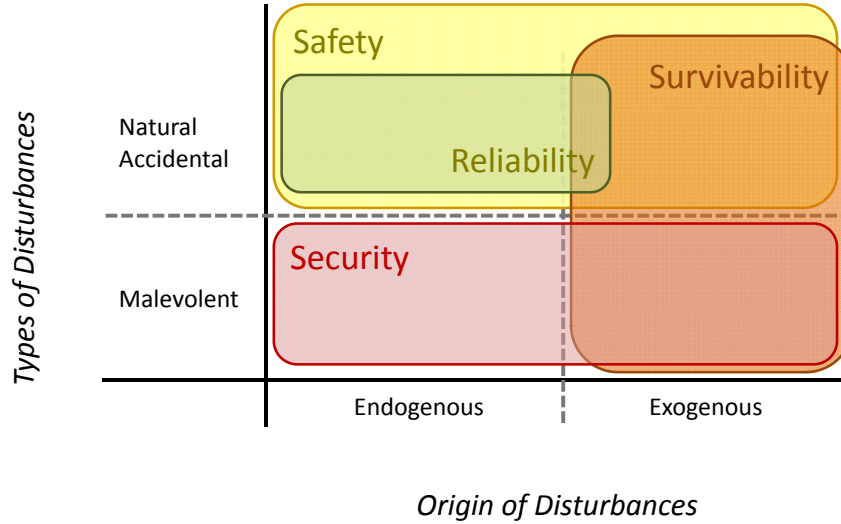 Safety
Survivability
Natural
Accidental
Reliability
Security
Malevolent
Types of Disturbances
Endogenous
Exogenous
Origin of Disturbances